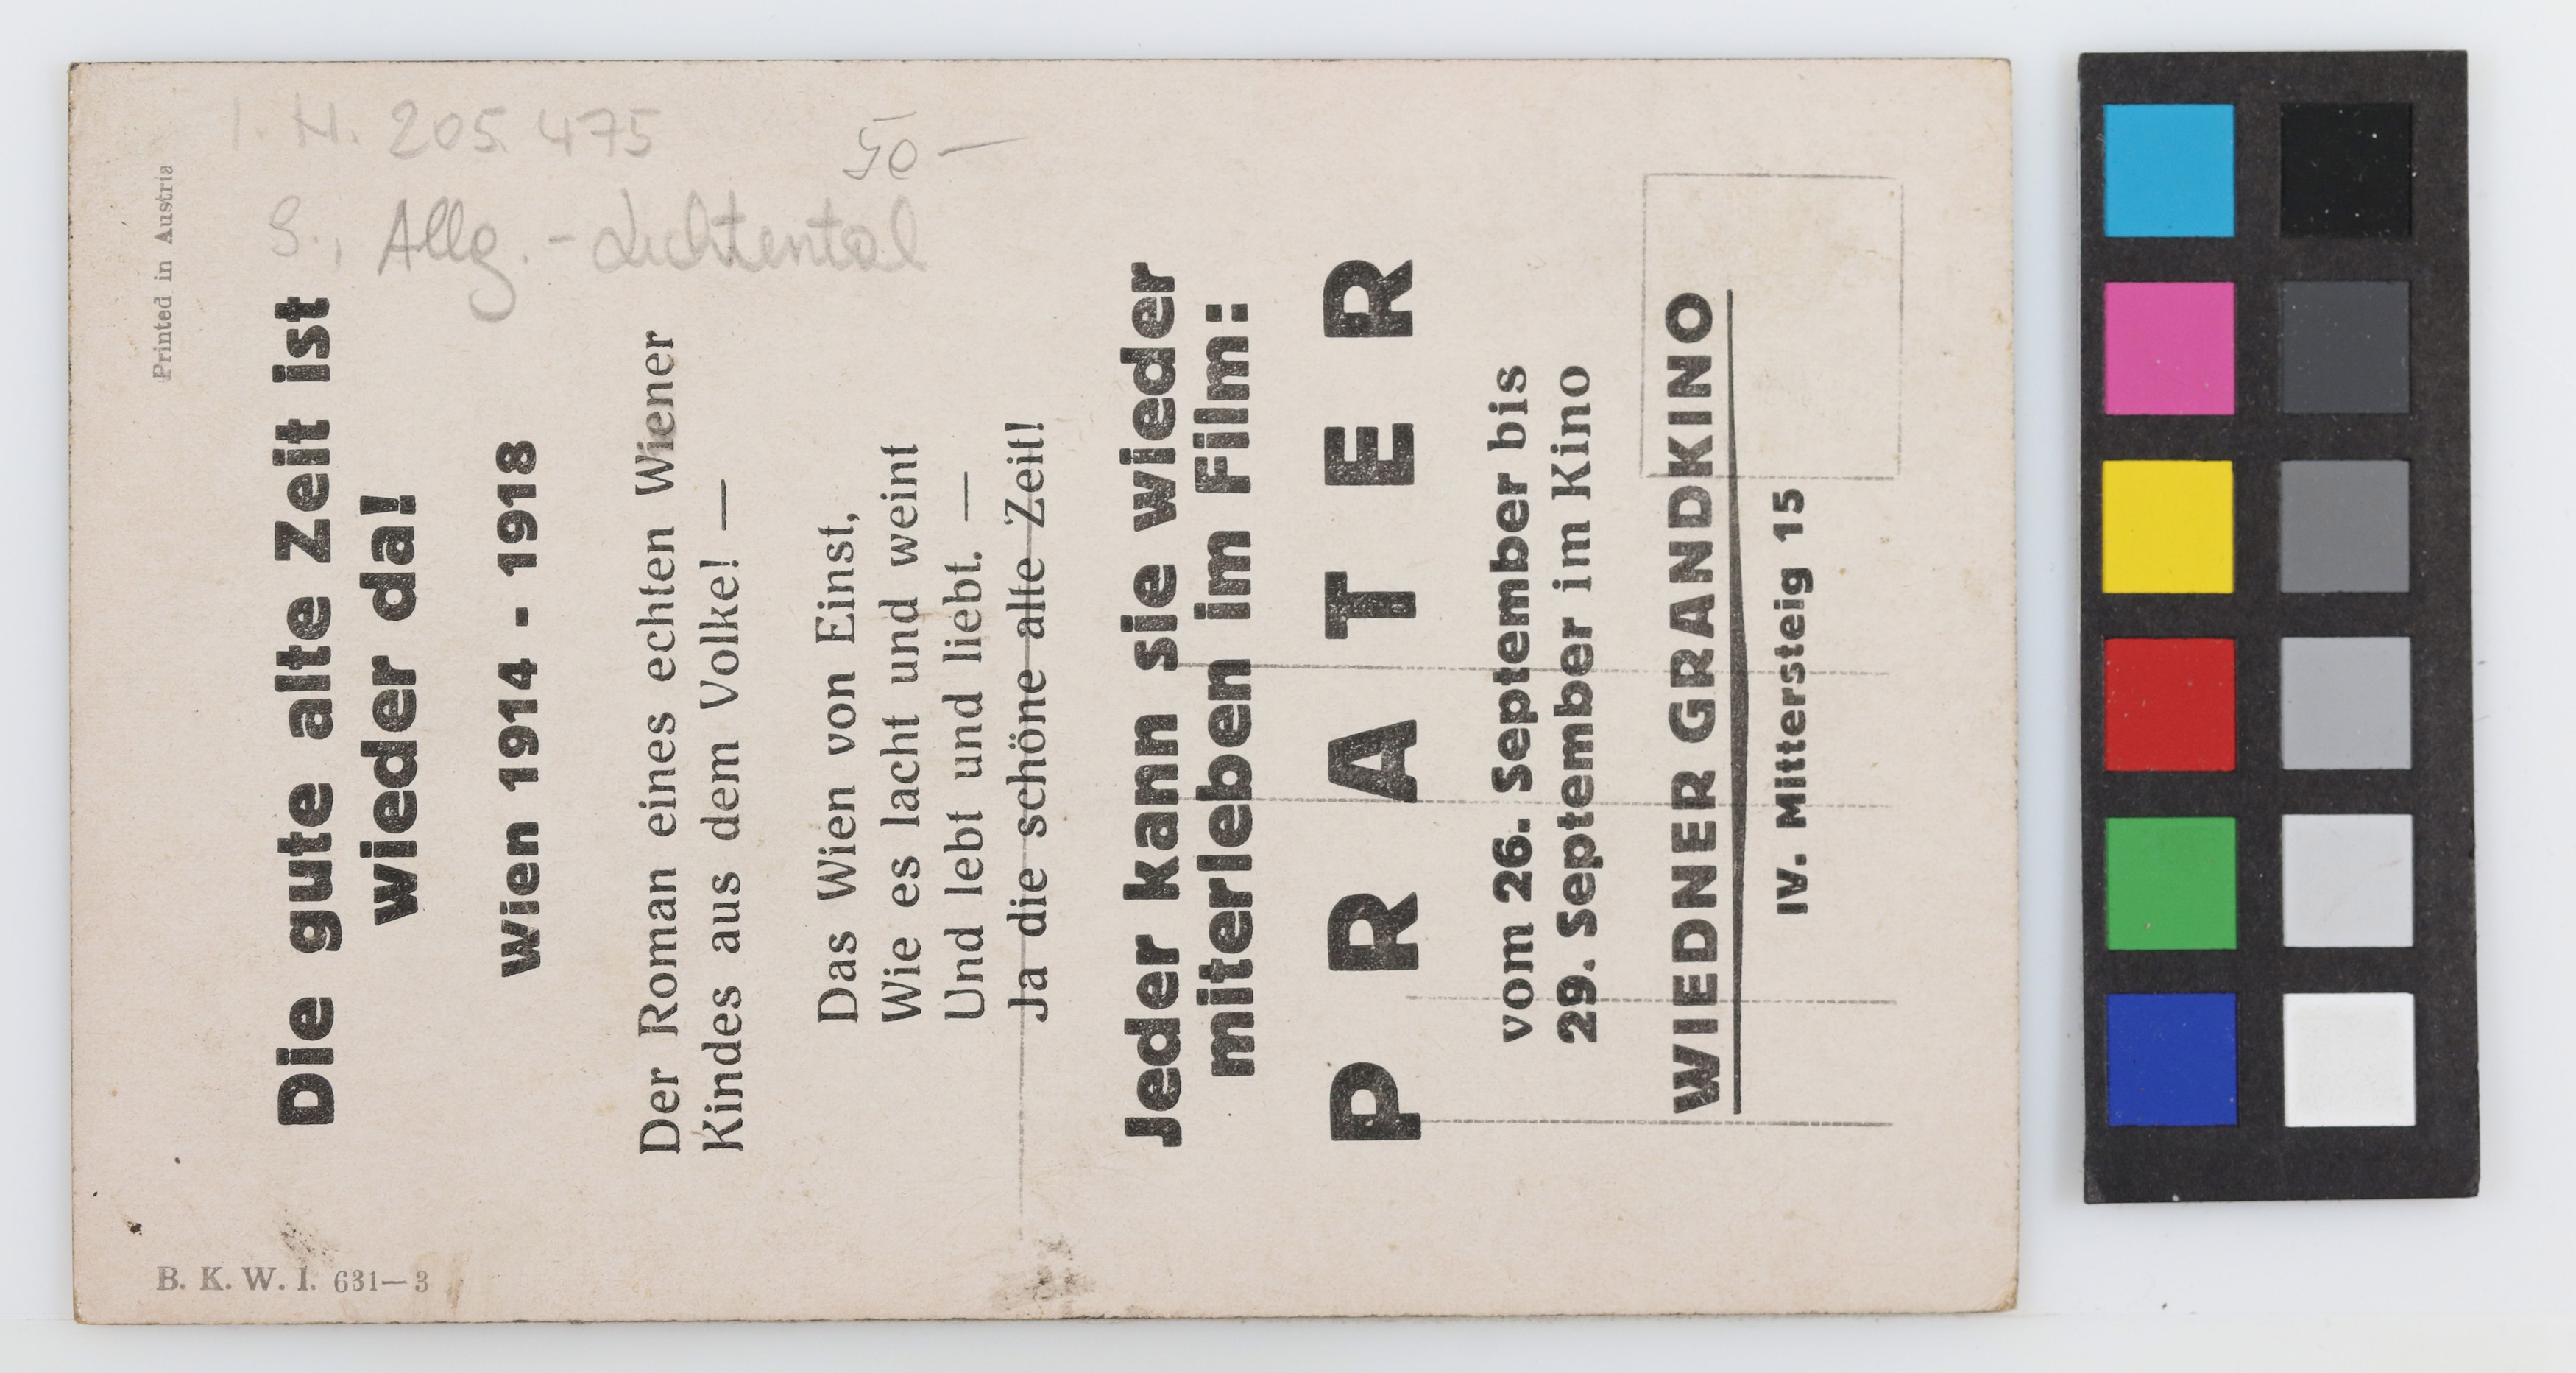 I. N. 205.475
50 —
S., Allg. - Lichtental
Printed in Austria
Die gute alte Zeit ist
wieder da!
Wien 1914 - 1918
Der Roman eines echten Wiener
Kindes aus dem Volke! —
Das Wien von Einst,
Wie es lacht und weint
Und lebt und liebt. —
Ja die schöne alte Zeit!
Jeder kann sie wieder
miterleben im Film:
PRATER
vom 26. September bis
29. September im Kino
WIEDNER GRANDKINO
IV. Mittersteig 15
B. K. W. I. 631—3